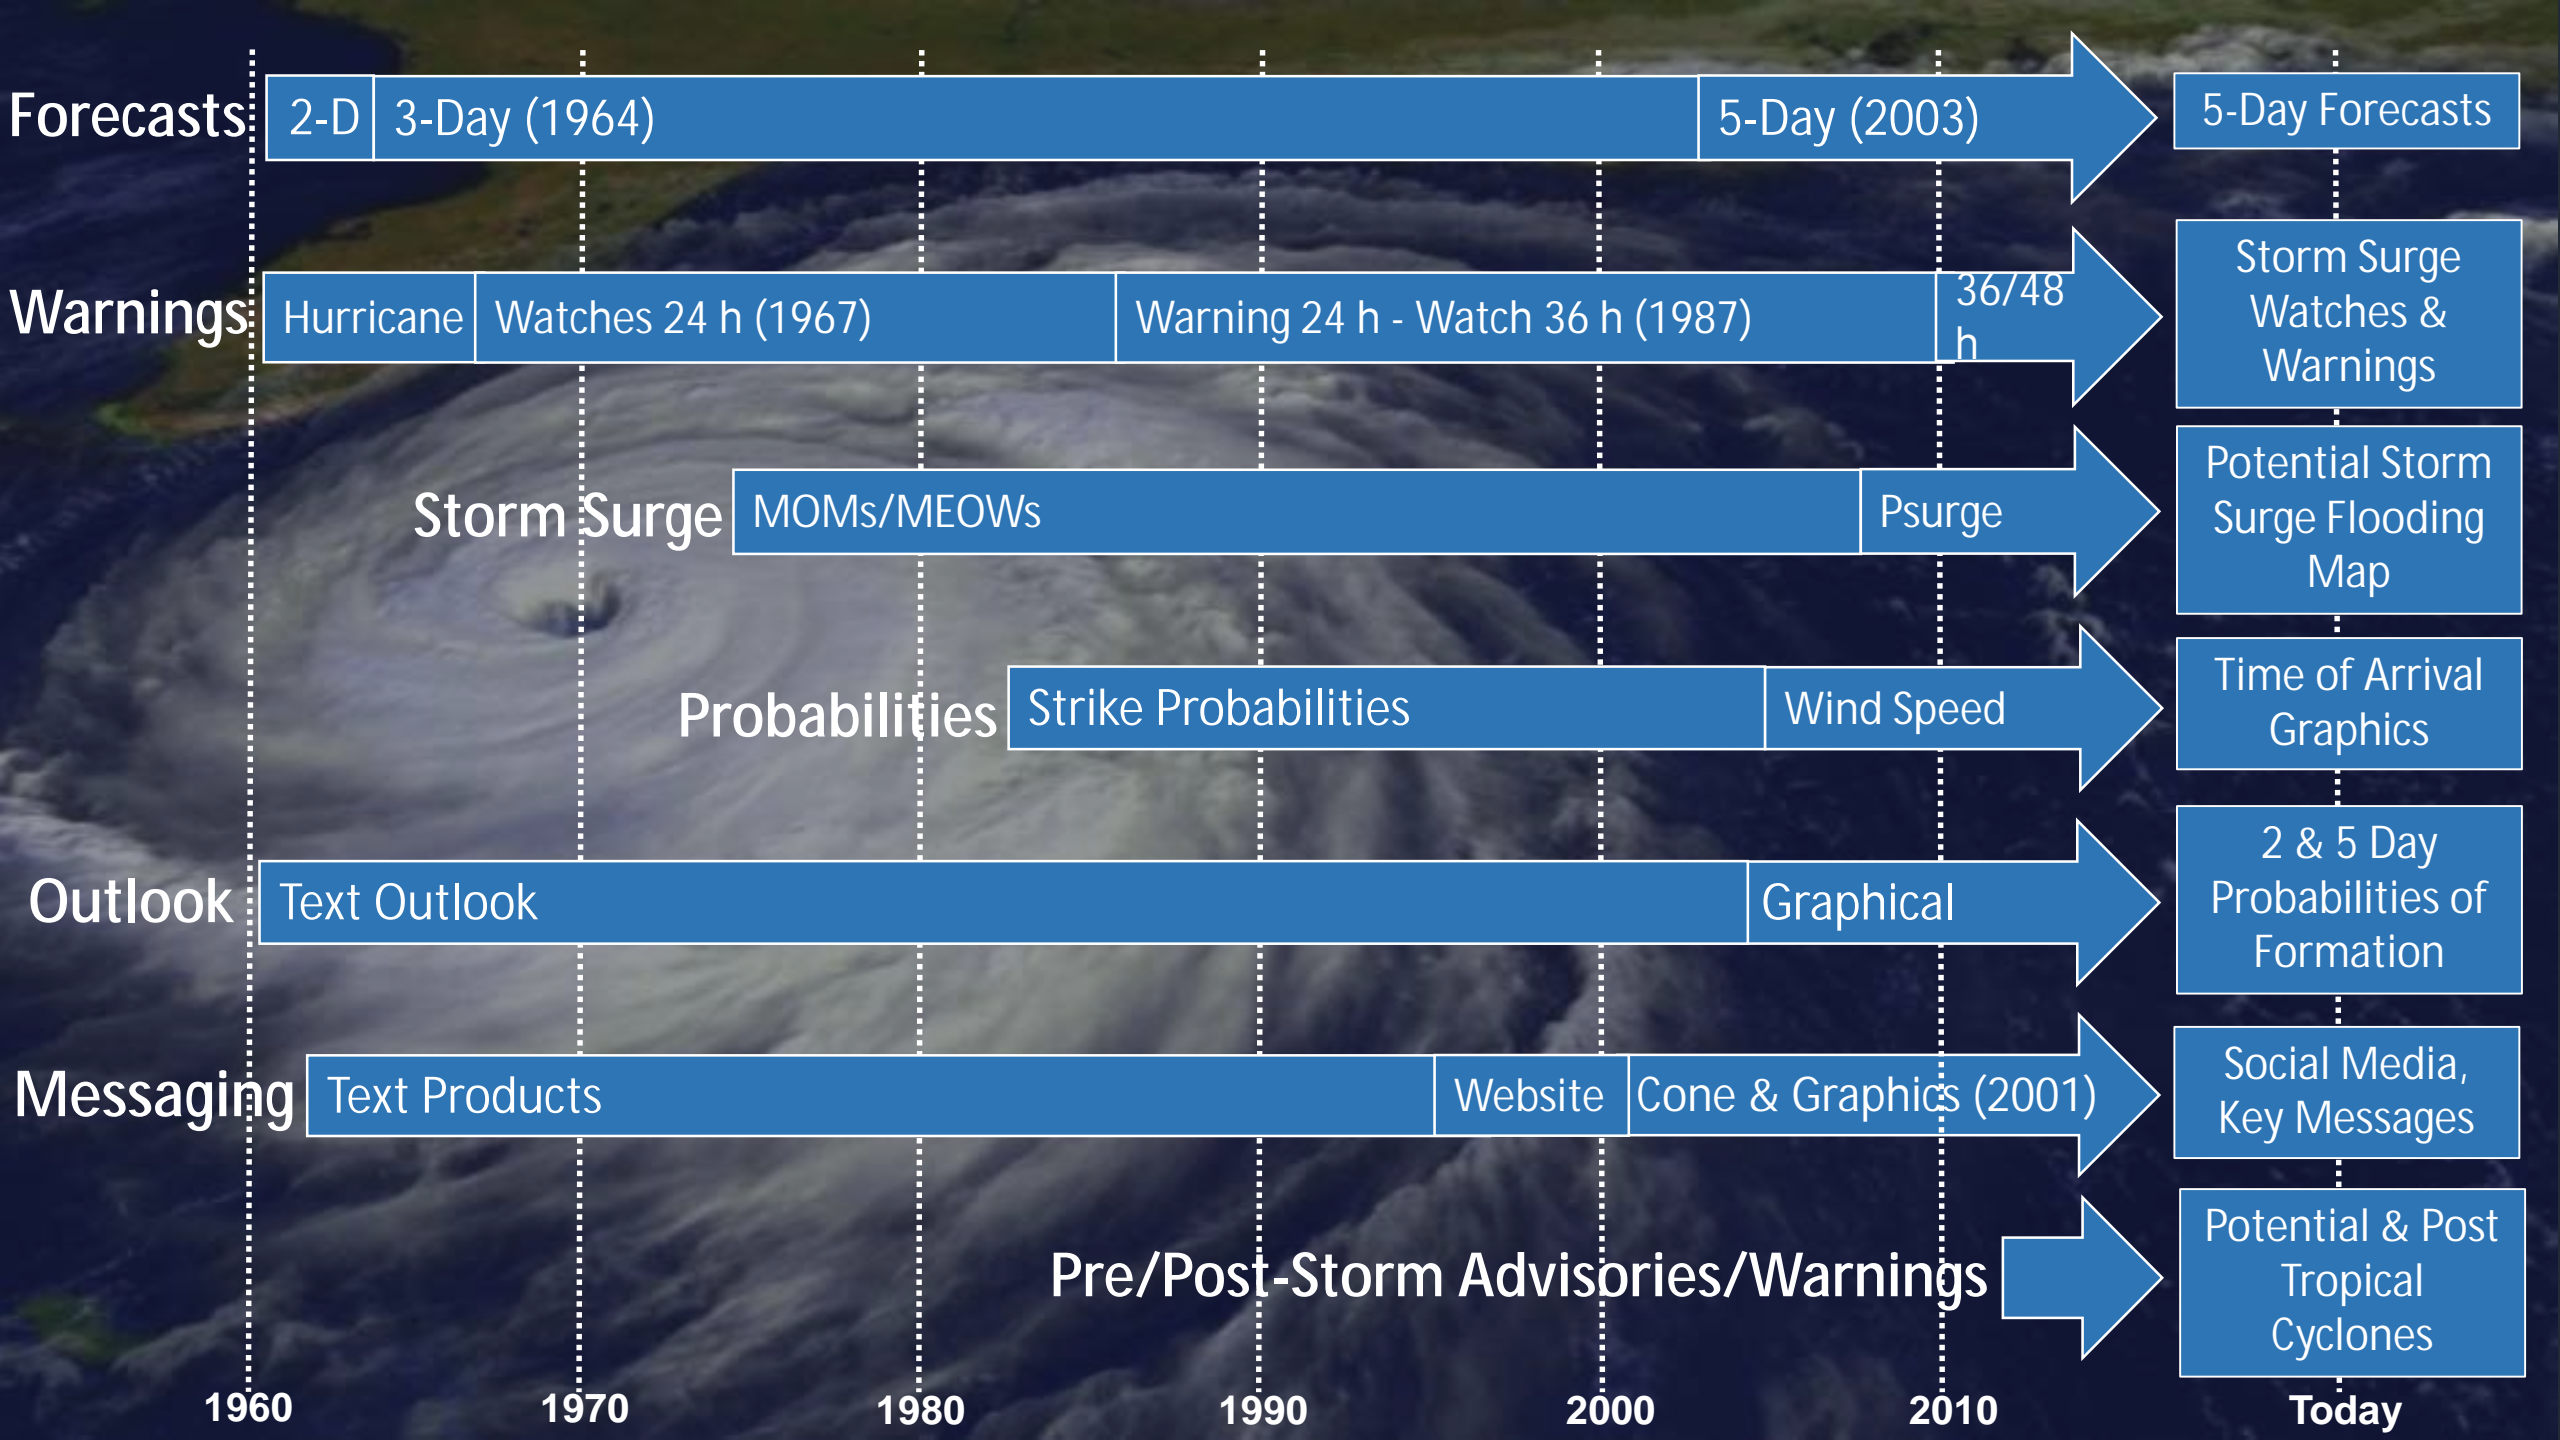 Forecasts
2-D
3-Day (1964)
5-Day (2003)
5-Day Forecasts
Warnings
Hurricane
Watches 24 h (1967)
Warning 24 h - Watch 36 h (1987)
36/48
h
Storm Surge
Watches &
Warnings
Storm Surge
MOMs/MEOWs
Psurge
Potential Storm
Surge Flooding
Map
Probabilities
Strike Probabilities
Wind Speed
Time of Arrival
Graphics
Outlook
Text Outlook
Graphical
2 & 5 Day
Probabilities of
Formation
Messaging
Text Products
Website
Cone & Graphics (2001)
Social Media,
Key Messages
Pre/Post-Storm Advisories/Warnings
Potential & Post
Tropical
Cyclones
1960
1970
1980
1990
2000
2010
Today